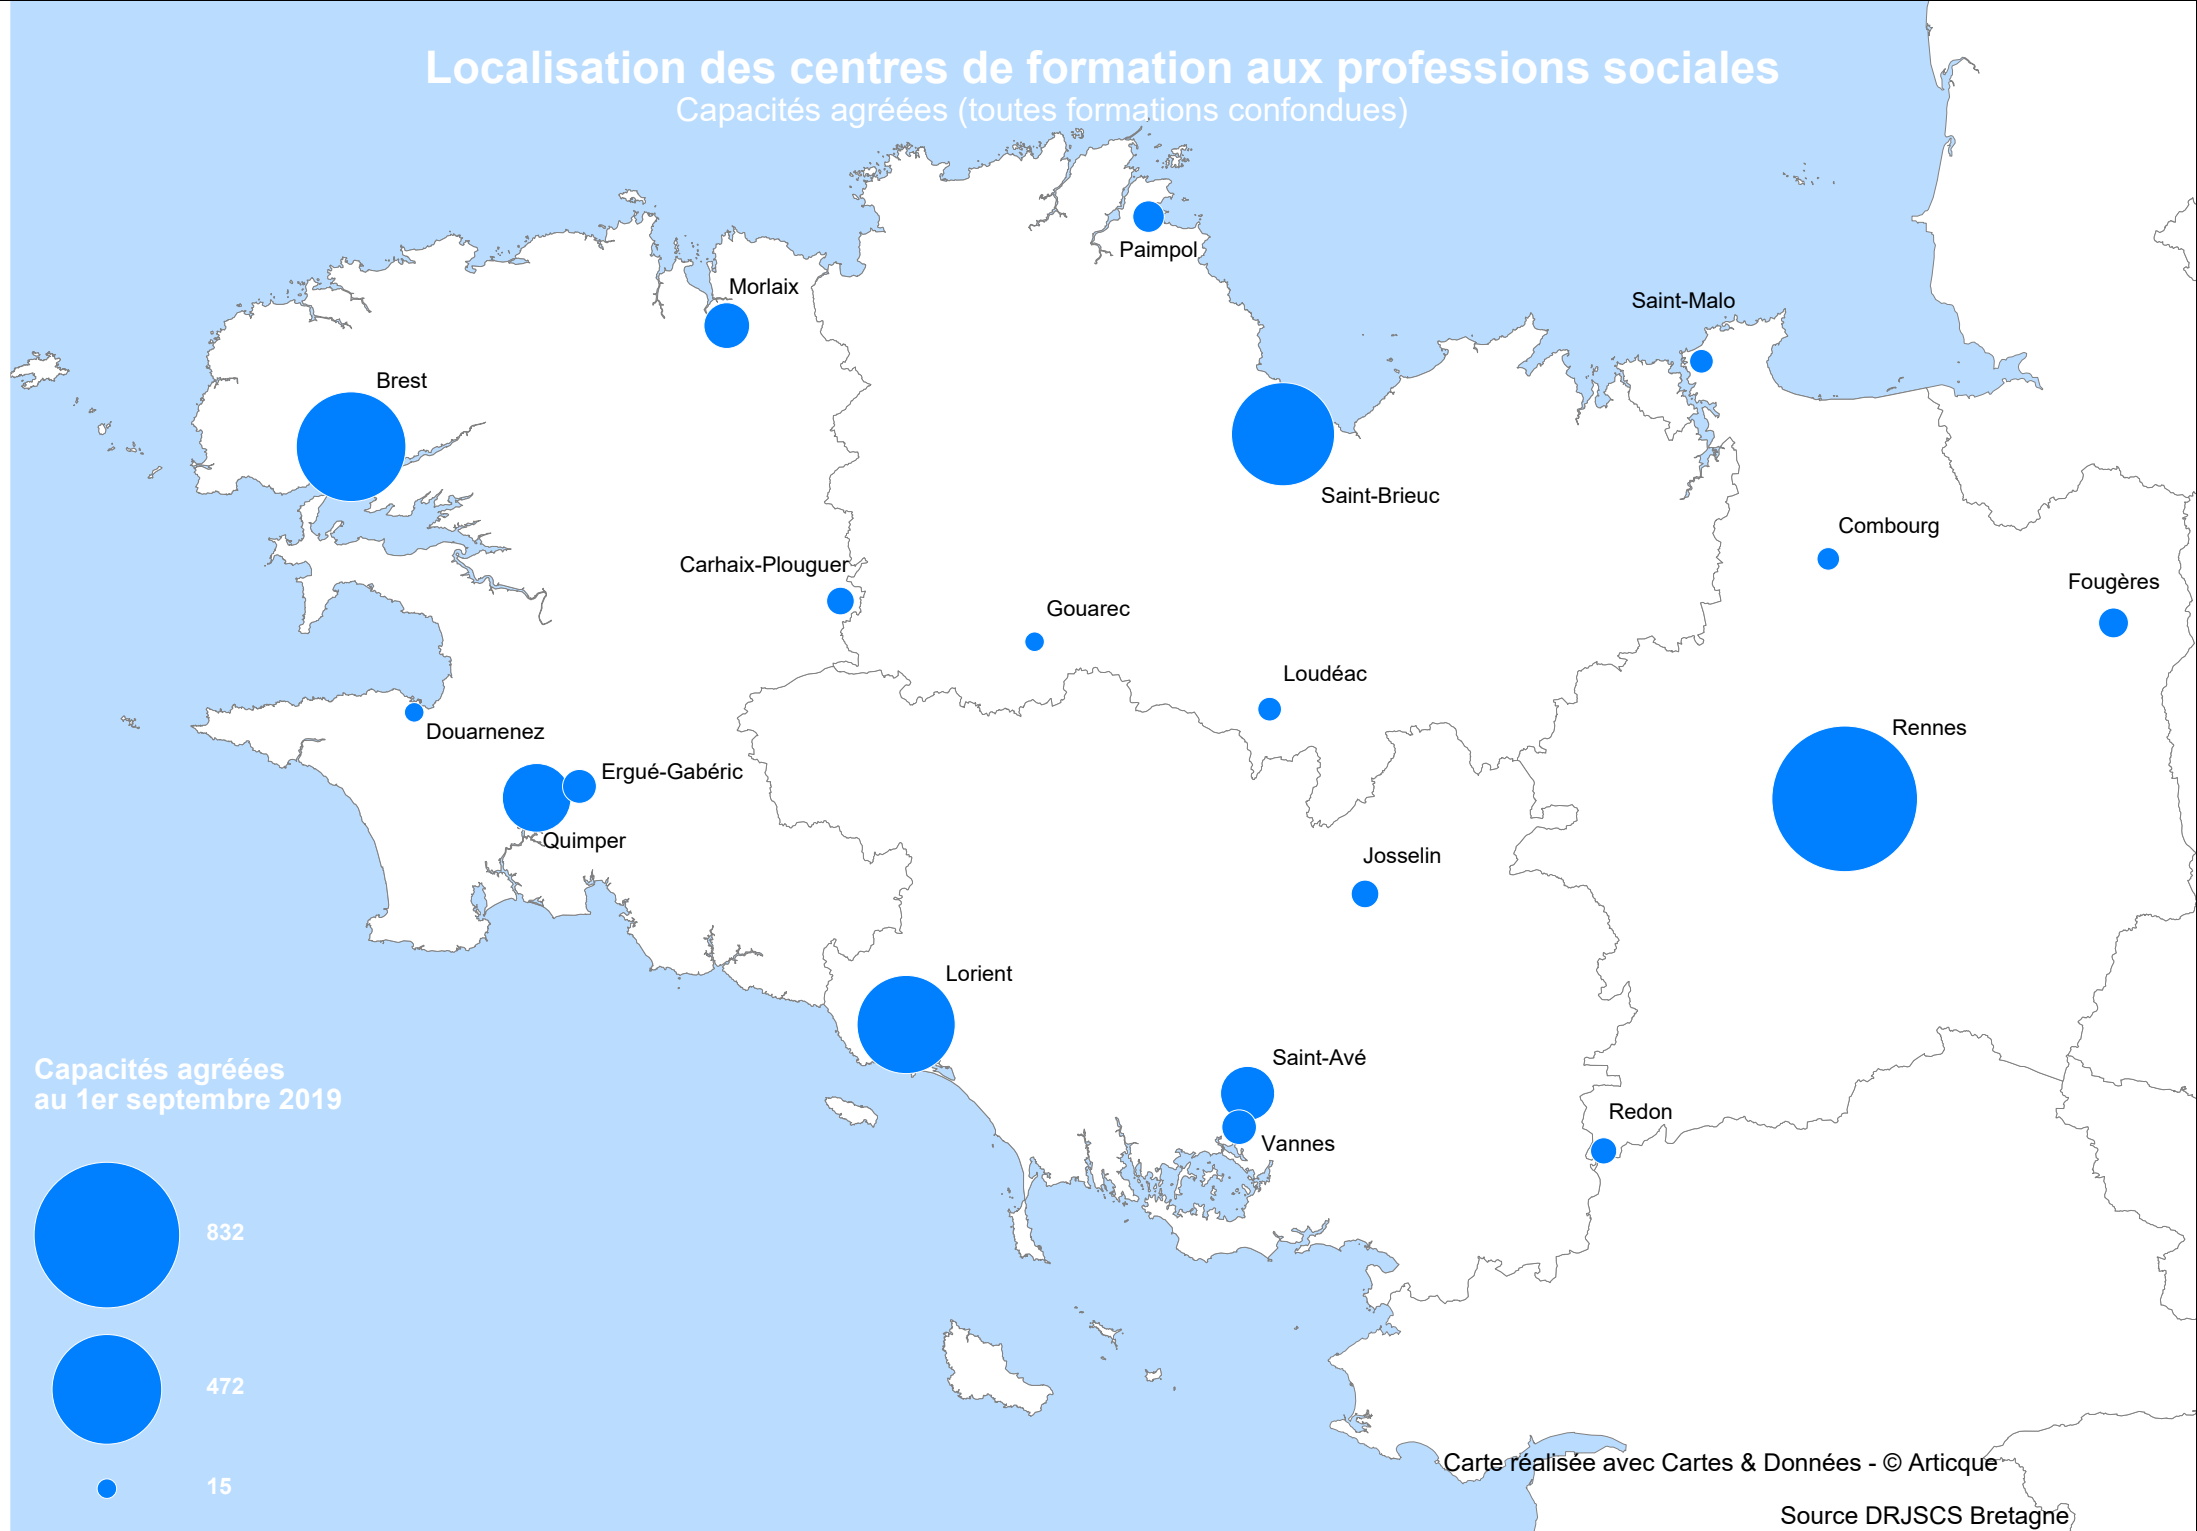 Localisation des centres de formation aux professions sociales
Capacités agréées (toutes formations confondues)
Paimpol
Morlaix
Saint-Malo
Brest
Saint-Brieuc
Combourg
Carhaix-Plouguer
Fougères
Gouarec
Loudéac
Rennes
Douarnenez
Ergué-Gabéric
Quimper
Josselin
Lorient
Saint-Avé
Redon
Vannes
Capacités agréées
au 1er septembre 2019
832
472
15
Carte réalisée avec Cartes & Données - © Articque
Source DRJSCS Bretagne